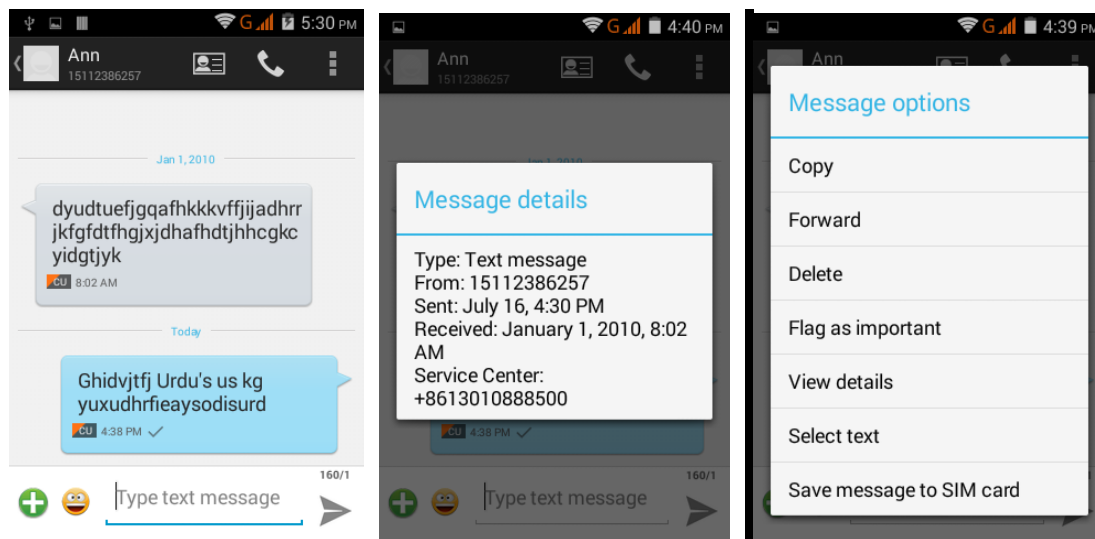 G 5:30 PM
Ann
15112386257
Jan 1, 2010
dyudtuefjgqafhkkkvffjijadhrr
jkfgfdtfhgjxjdhafhdtjhhcgkc
yidgtjyk
CU 8:02 AM
Today
Ghidvjtfj Urdu's us kg
yuxudhrfieaysodisurd
CU 4:38 PM
160/1
Type text message
G 4:40 PM
Ann
15112386257
Jan 1, 2010
Message details
Type: Text message
From: 15112386257
Sent: July 16, 4:30 PM
Received: January 1, 2010, 8:02
AM
Service Center:
+8613010888500
CU 4:38 PM
160/1
Type text message
G 4:39 PM
Ann
Message options
Copy
Forward
Delete
Flag as important
View details
Select text
Save message to SIM card